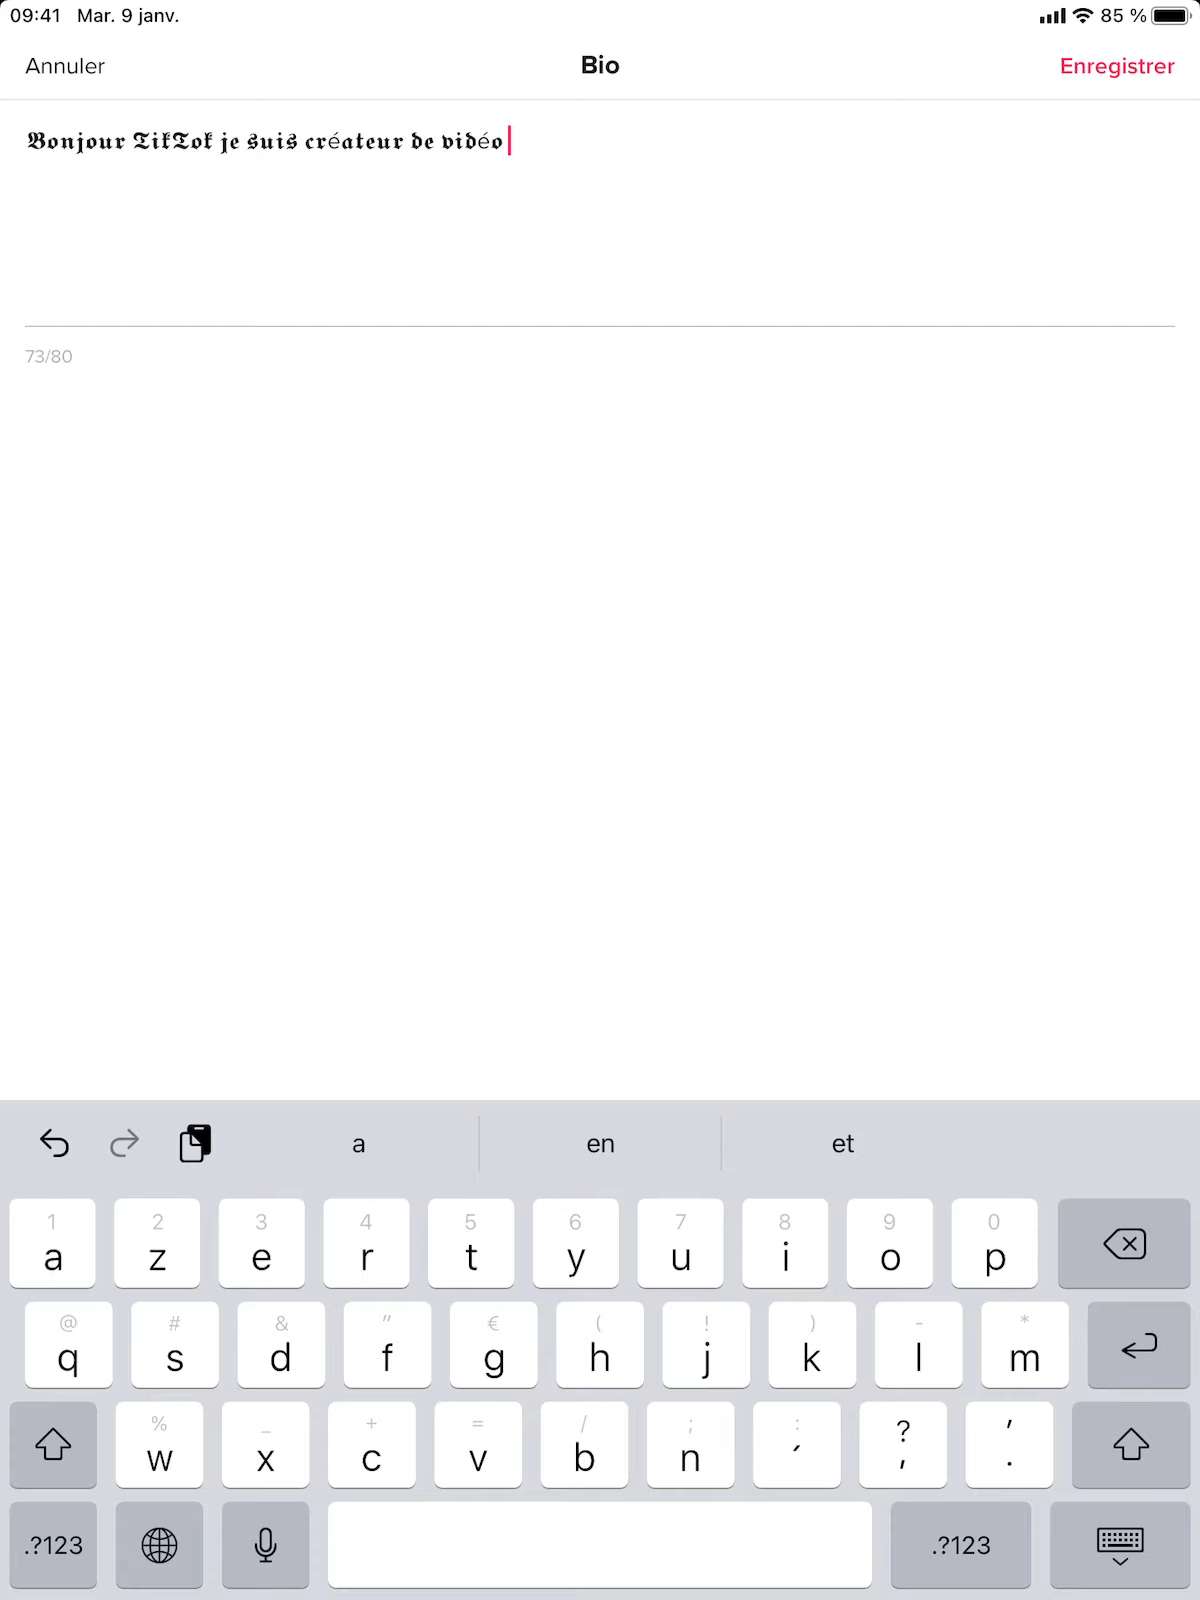 09:41 Mar. 9 janv.
85 %
Annuler
Bio
Enregistrer
𝕭𝖔𝖓𝖏𝖔𝖚𝖗 𝕿𝖎𝖐𝕿𝖔𝖐 𝖏𝖊 𝖘𝖚𝖎𝖘 𝖈𝖗é𝖆𝖙𝖊𝖚𝖗 𝖉𝖊 𝖛𝖎𝖉é𝖔
73/80
a en et
1 2 3 4 5 6 7 8 9 0
a z e r t y u i o p
@ # & " € ( ! ) - *
q s d f g h j k l m
% _ + = / ; : ? '
w x c v b n ´ , .
.?123 .?123